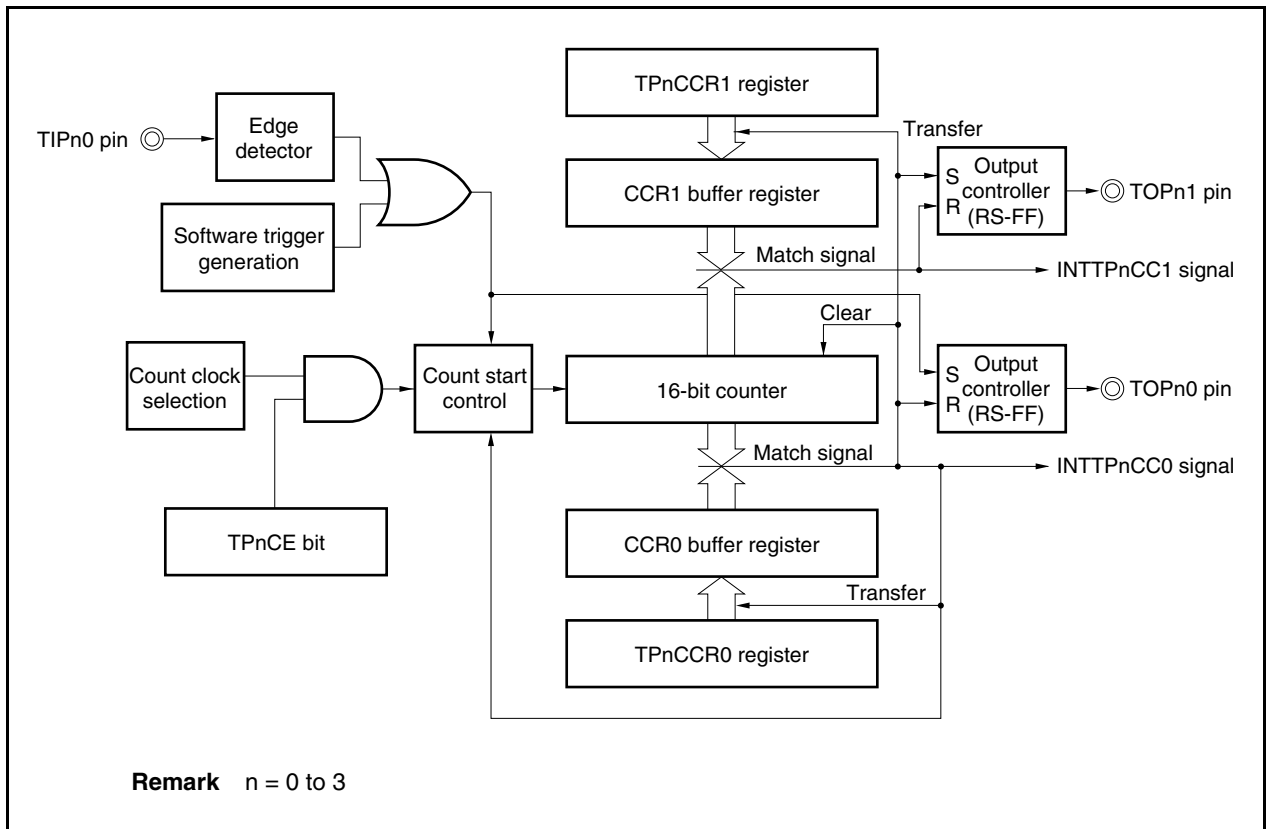 TPnCCR1 register
TIPn0 pin
Edge
detector
Transfer
CCR1 buffer register
S
R
Output
controller
(RS-FF)
TOPn1 pin
Software trigger
generation
Match signal
INTTPnCC1 signal
Clear
Count clock
selection
Count start
control
16-bit counter
S
R
Output
controller
(RS-FF)
TOPn0 pin
Match signal
INTTPnCC0 signal
TPnCE bit
CCR0 buffer register
Transfer
TPnCCR0 register
Remark n = 0 to 3